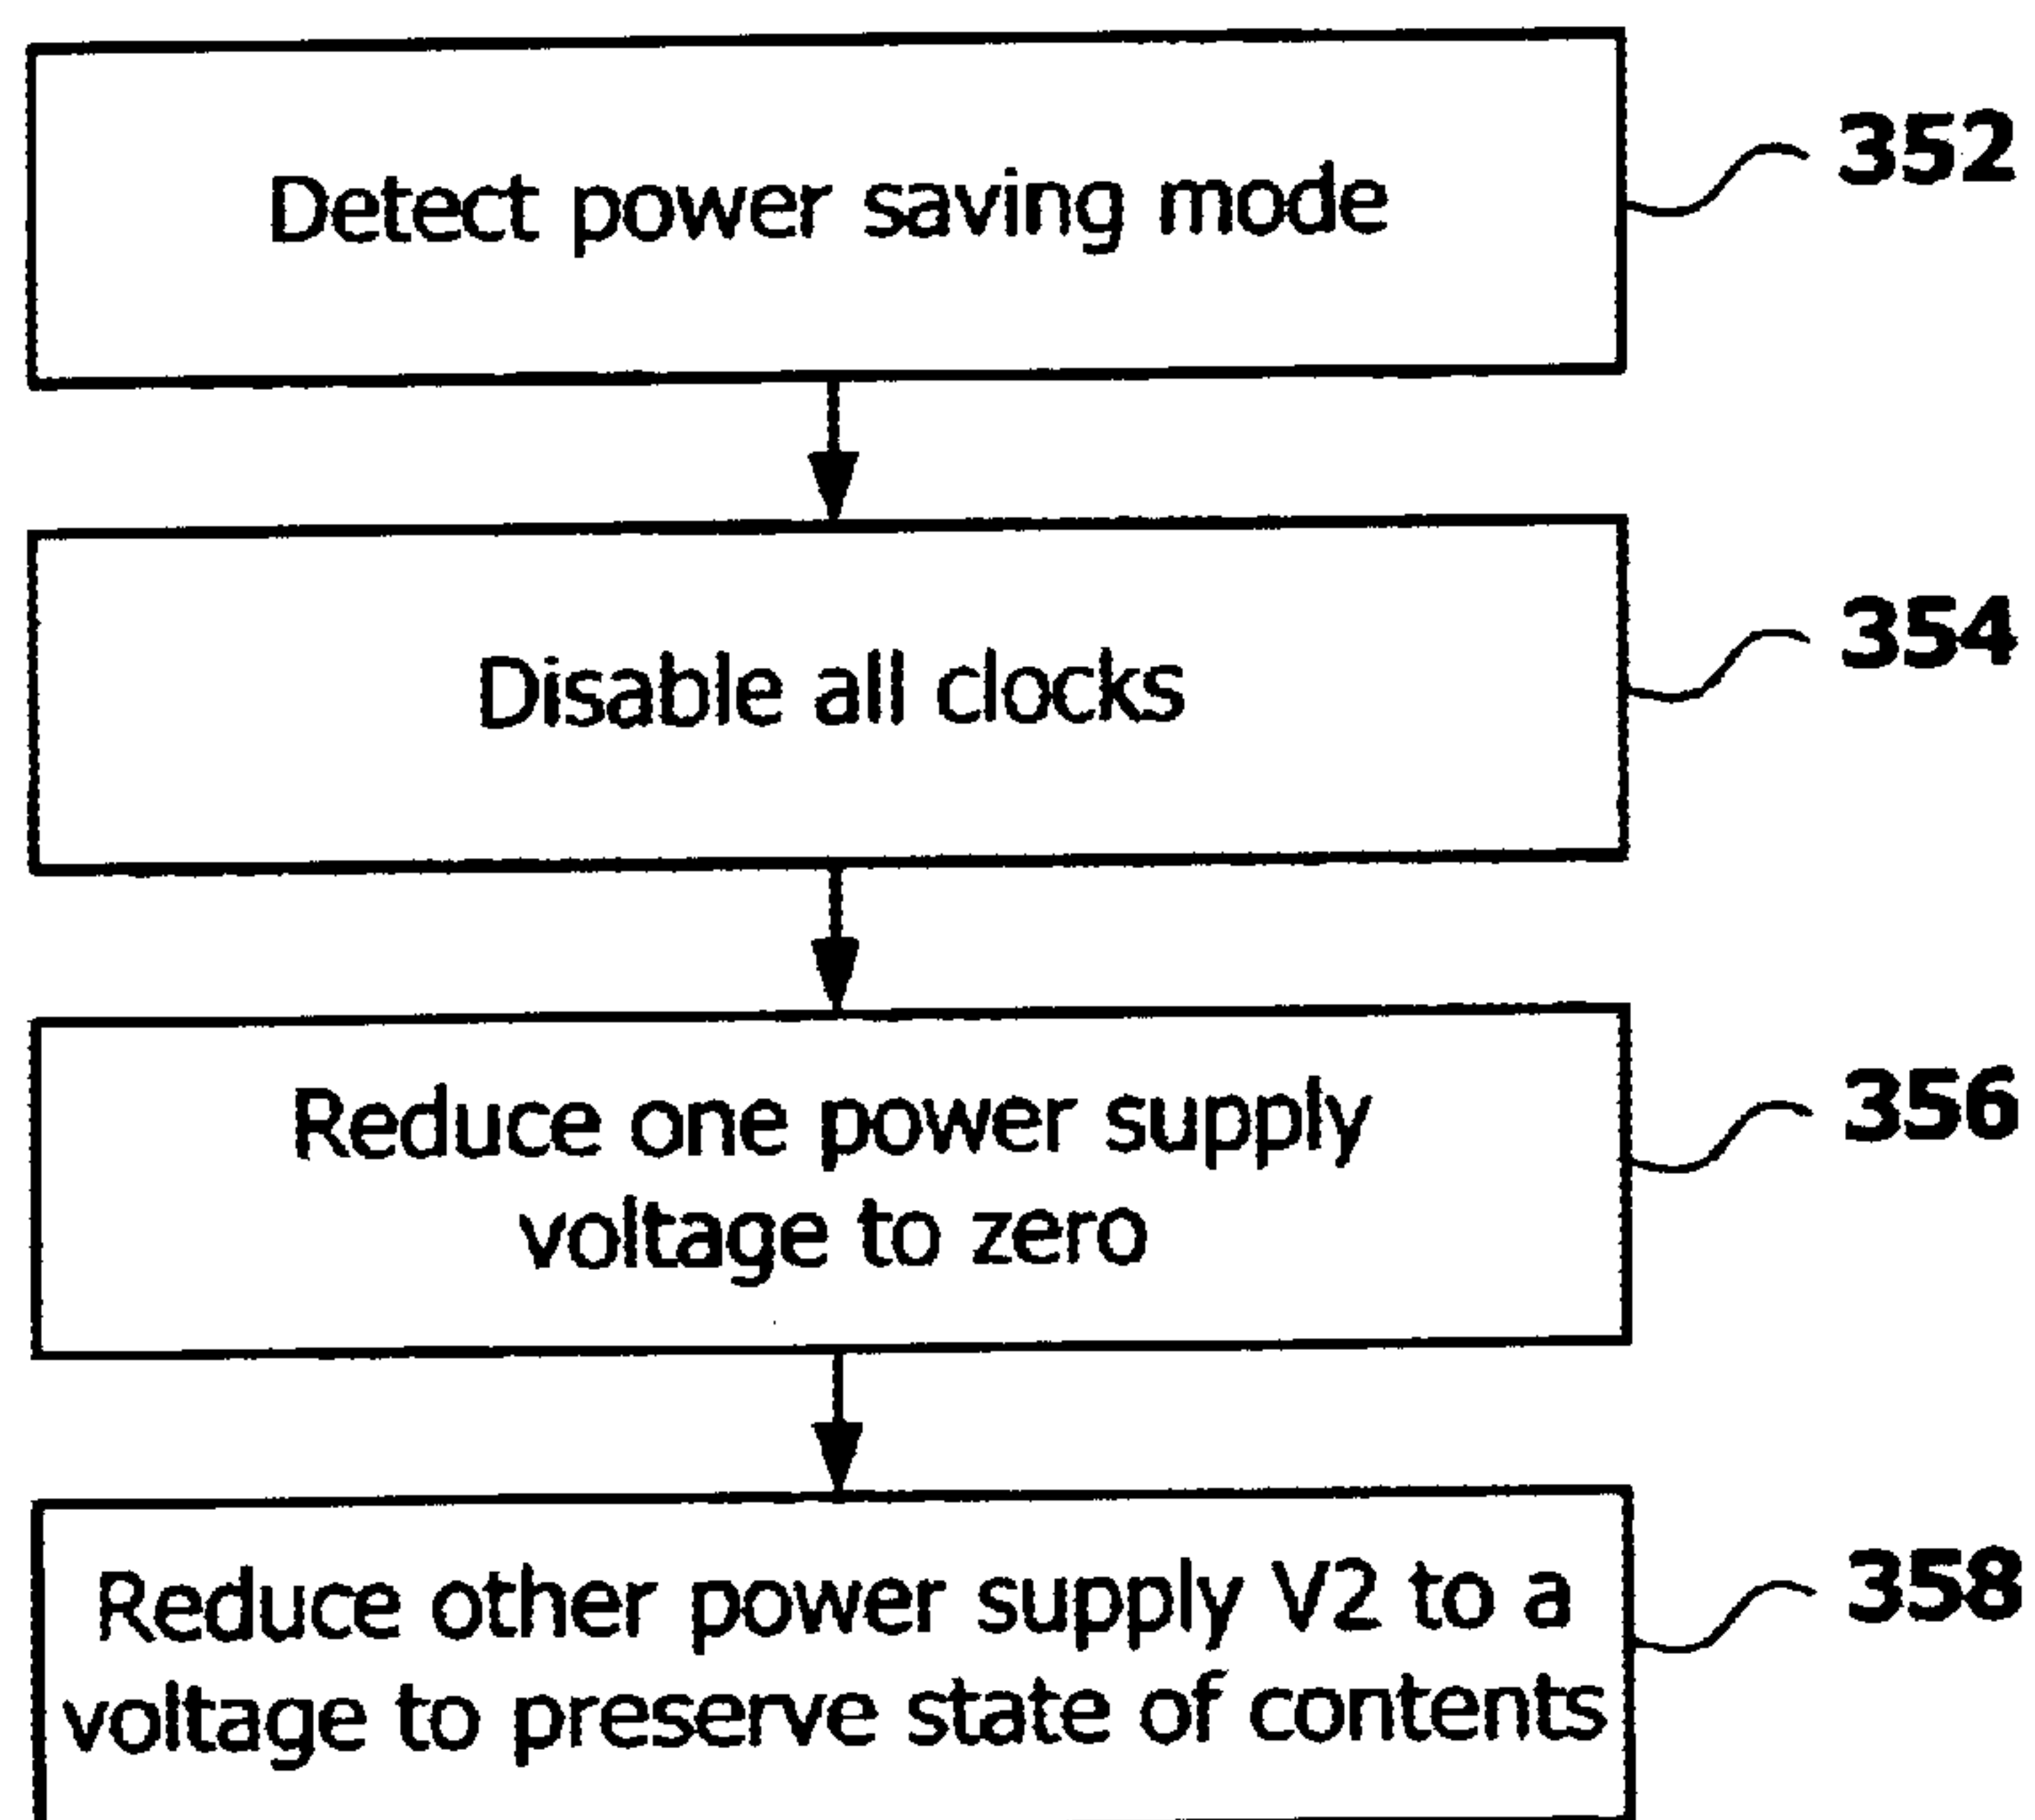 Detect power saving mode
352
Disable all clocks
354
Reduce one power supply
voltage to zero
356
Reduce other power supply V2 to a
voltage to preserve state of contents
358